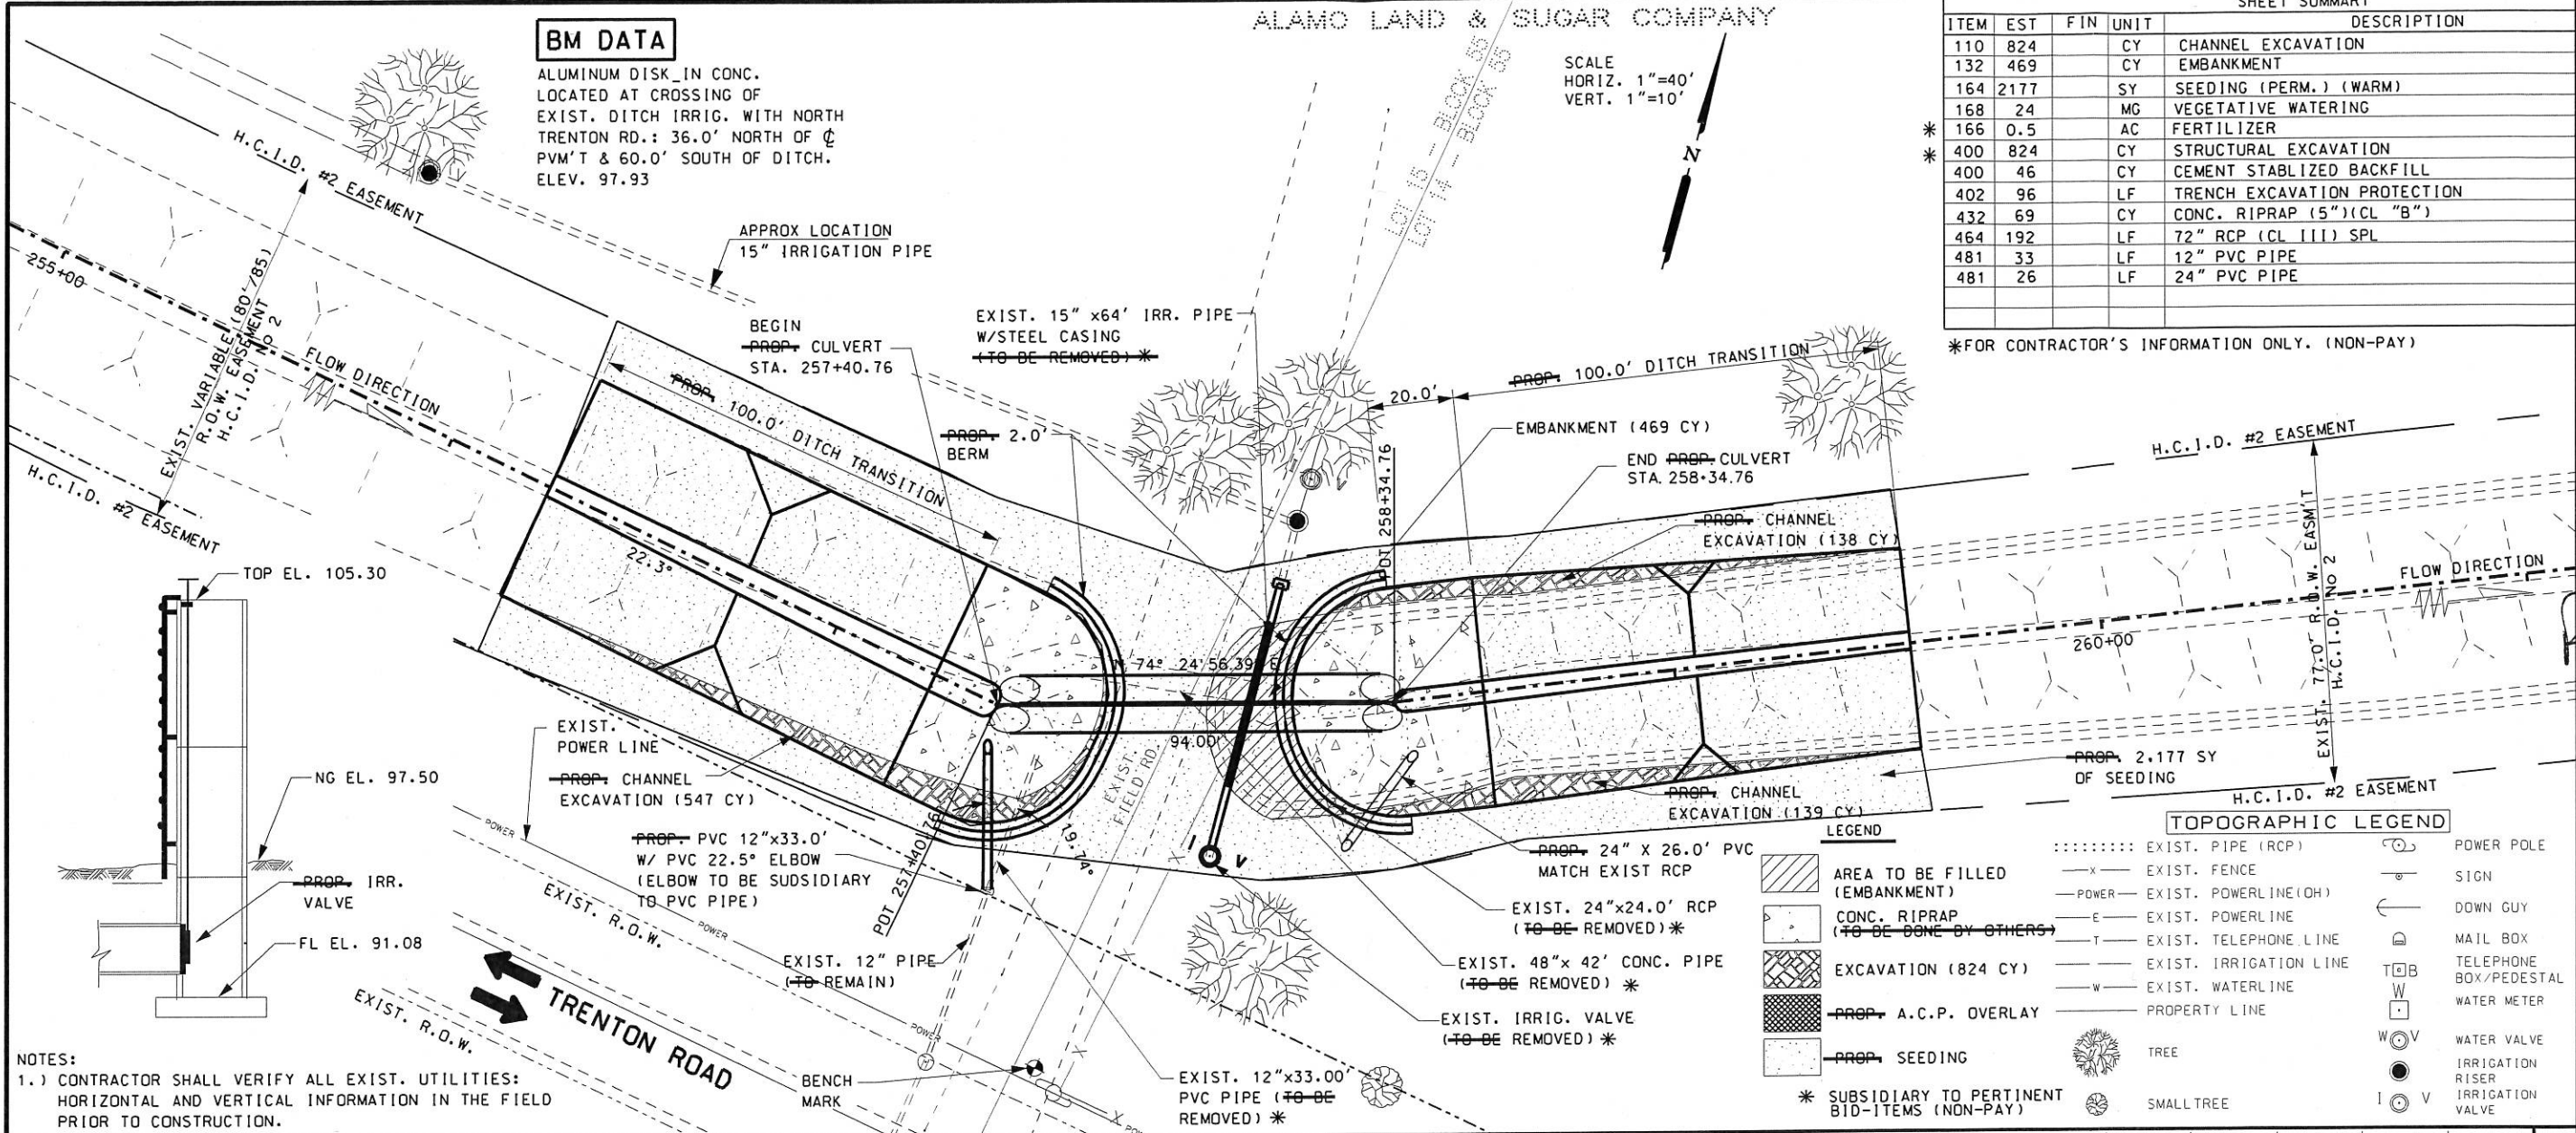 ALAMO LAND & SUGAR COMPANY
BM DATA
ALUMINUM DISK_IN CONC.
LOCATED AT CROSSING OF
EXIST. DITCH IRRIG. WITH NORTH
TRENTON RD.: 36.0' NORTH OF ℄
PVM'T & 60.0' SOUTH OF DITCH.
ELEV. 97.93
SCALE
HORIZ. 1"=40'
VERT. 1"=10'
N
LOT 15 - BLOCK 55
LOT 14 - BLOCK 55
SHEET SUMMARY
ITEM EST FIN UNIT DESCRIPTION
110 824 CY CHANNEL EXCAVATION
132 469 CY EMBANKMENT
164 2177 SY SEEDING (PERM.) (WARM)
168 24 MG VEGETATIVE WATERING
* 166 0.5 AC FERTILIZER
* 400 824 CY STRUCTURAL EXCAVATION
400 46 CY CEMENT STABLIZED BACKFILL
402 96 LF TRENCH EXCAVATION PROTECTION
432 69 CY CONC. RIPRAP (5")(CL "B")
464 192 LF 72" RCP (CL III) SPL
481 33 LF 12" PVC PIPE
481 26 LF 24" PVC PIPE
*FOR CONTRACTOR'S INFORMATION ONLY. (NON-PAY)
H.C.I.D. #2 EASEMENT
255+00
EXIST. VARIABLE (80'/85)
R.O.W. EASEMENT
H.C.I.D. No 2
FLOW DIRECTION
H.C.I.D. #2 EASEMENT
APPROX LOCATION
15" IRRIGATION PIPE
BEGIN
PROP. CULVERT
STA. 257+40.76
EXIST. 15" x64' IRR. PIPE
W/STEEL CASING
(TO BE REMOVED) *
PROP. 100.0' DITCH TRANSITION
PROP. 2.0'
BERM
22.3°
20.0'
PROP. 100.0' DITCH TRANSITION
EMBANKMENT (469 CY)
END PROP. CULVERT
STA. 258+34.76
POT 258+34.76
PROP. CHANNEL
EXCAVATION (138 CY)
H.C.I.D. #2 EASEMENT
FLOW DIRECTION
260+00
EXIST. 77.0' R.O.W. EASM'T
H.C.I.D. No 2
PROP. 2.177 SY
OF SEEDING
H.C.I.D. #2 EASEMENT
N 74° 24'56.39" E
94.00'
EXIST.
FIELD RD.
19.74°
POT 257+40.76
TOP EL. 105.30
NG EL. 97.50
PROP. IRR.
VALVE
FL EL. 91.08
EXIST.
POWER LINE
PROP. CHANNEL
EXCAVATION (547 CY)
PROP. PVC 12"x33.0'
W/ PVC 22.5° ELBOW
(ELBOW TO BE SUDSIDIARY
TO PVC PIPE)
POWER
EXIST. R.O.W.
POWER
EXIST. 12" PIPE
(TO REMAIN)
POWER
TRENTON ROAD
EXIST. R.O.W.
BENCH
MARK
I V
PROP. CHANNEL
EXCAVATION (139 CY)
PROP. 24" X 26.0' PVC
MATCH EXIST RCP
EXIST. 24"x24.0' RCP
(TO BE REMOVED) *
EXIST. 48"x 42' CONC. PIPE
(TO BE REMOVED) *
EXIST. IRRIG. VALVE
(TO BE REMOVED) *
EXIST. 12"x33.00'
PVC PIPE (TO BE
REMOVED) *
LEGEND
AREA TO BE FILLED
(EMBANKMENT)
CONC. RIPRAP
(TO BE DONE BY OTHERS)
EXCAVATION (824 CY)
PROP. A.C.P. OVERLAY
PROP. SEEDING
* SUBSIDIARY TO PERTINENT
BID-ITEMS (NON-PAY)
TOPOGRAPHIC LEGEND
EXIST. PIPE (RCP)
X EXIST. FENCE
POWER EXIST. POWERLINE(OH)
E EXIST. POWERLINE
T EXIST. TELEPHONE LINE
EXIST. IRRIGATION LINE
W EXIST. WATERLINE
PROPERTY LINE
TREE
SMALL TREE
POWER POLE
SIGN
DOWN GUY
MAIL BOX
T B TELEPHONE
BOX/PEDESTAL
W
WATER METER
W V WATER VALVE
IRRIGATION
RISER
I V IRRIGATION
VALVE
NOTES:
1.) CONTRACTOR SHALL VERIFY ALL EXIST. UTILITIES:
HORIZONTAL AND VERTICAL INFORMATION IN THE FIELD
PRIOR TO CONSTRUCTION.